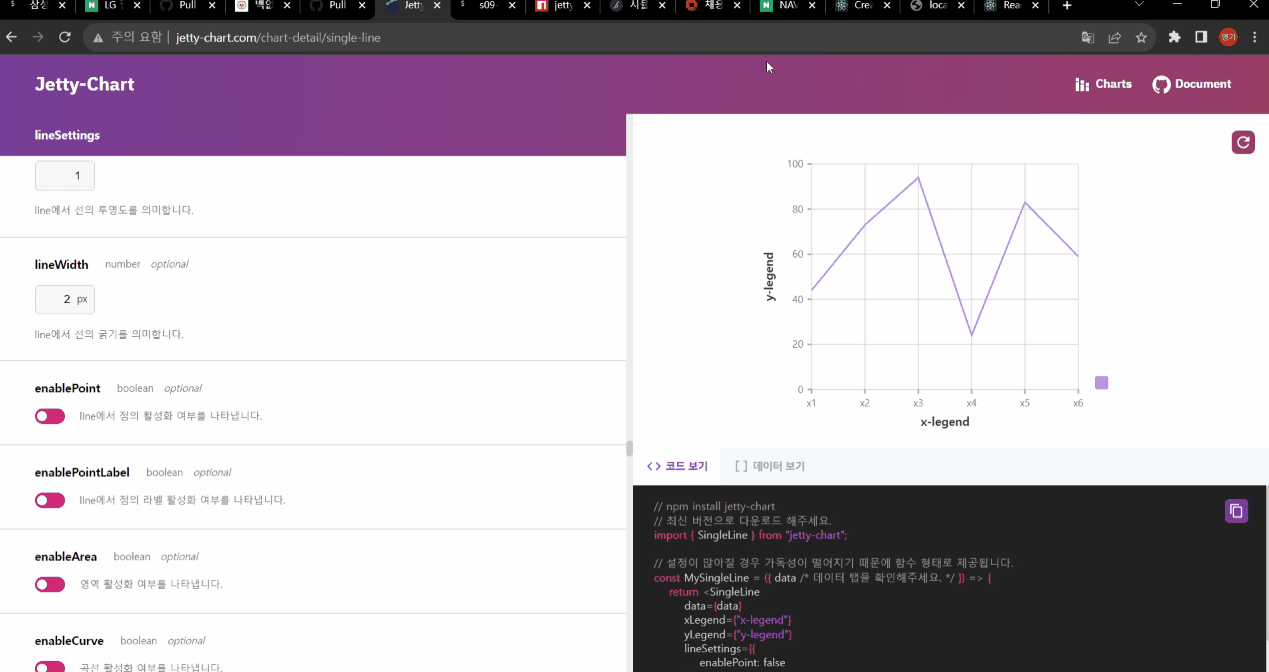 LG
Pull
백업
Pull
Jetty
s09-
jetty
시를
NAV
Cre
loca
Rea
주의 요함 | jetty-chart.com/chart-detail/single-line
Jetty-Chart
Charts
Document
lineSettings
1
line에서 선의 투명도를 의미합니다.
lineWidth number optional
2 px
line에서 선의 굵기를 의미합니다.
enablePoint boolean optional
line에서 점의 활성화 여부를 나타냅니다.
enablePointLabel boolean optional
line에서 점의 라벨 활성화 여부를 나타냅니다.
enableArea boolean optional
영역 활성화 여부를 나타냅니다.
enableCurve boolean optional
곡선 활성화 여부를 나타냅니다.
100
80
60
40
20
0
y-legend
x1 x2 x3 x4 x5 x6
x-legend
<> 코드 보기
[ ] 데이터 보기
// npm install jetty-chart
// 최신 버전으로 다운로드 해주세요.
import { SingleLine } from "jetty-chart";
// 설정이 많아질 경우 가독성이 떨어지기 때문에 함수 형태로 제공됩니다.
const MySingleLine = ({ data /* 데이터 탭을 확인해주세요. */ }) => {
return <SingleLine
data={data}
xLegend={"x-legend"}
yLegend={"y-legend"}
lineSettings={{
enablePoint: false